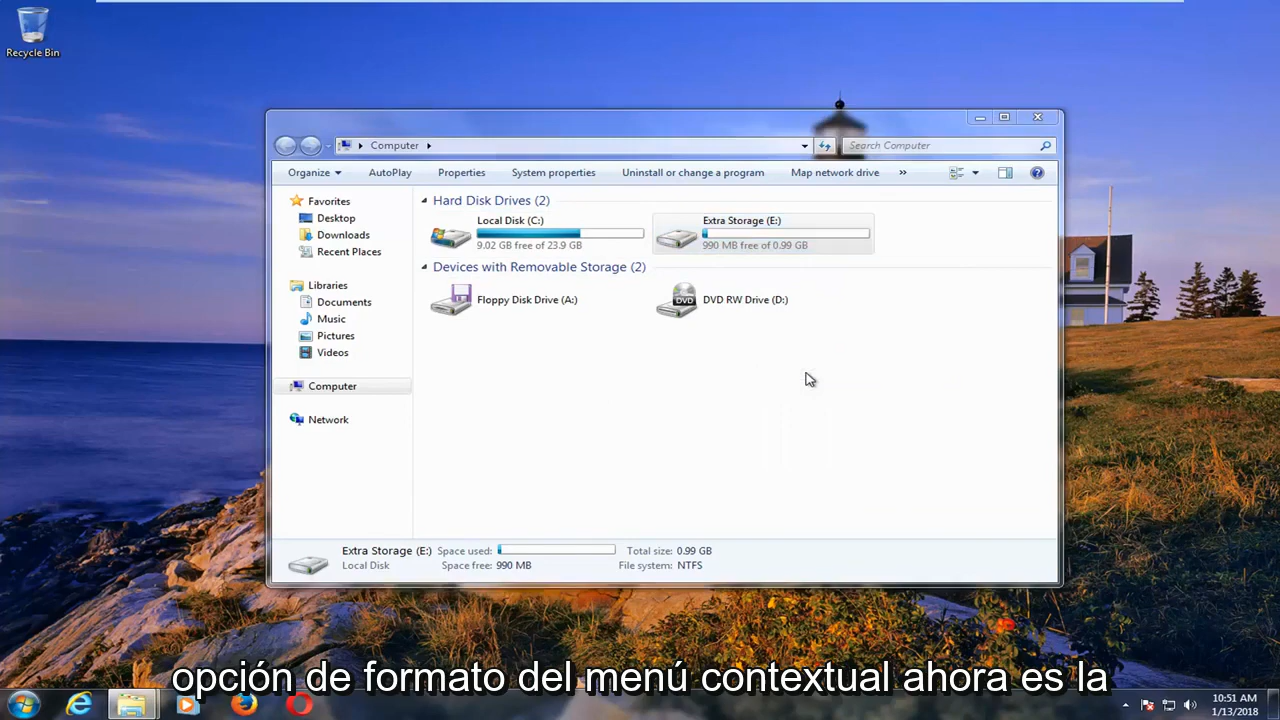 Recycle Bin
Computer
Search Computer
Organize AutoPlay Properties System properties Uninstall or change a program Map network drive »
Favorites
Desktop
Downloads
Recent Places
Libraries
Documents
Music
Pictures
Videos
Computer
Network
Hard Disk Drives (2)
Local Disk (C:)
9.02 GB free of 23.9 GB
Extra Storage (E:)
990 MB free of 0.99 GB
Devices with Removable Storage (2)
Floppy Disk Drive (A:)
DVD
DVD RW Drive (D:)
Extra Storage (E:) Space used: Total size: 0.99 GB
Local Disk Space free: 990 MB File system: NTFS
opción de formato del menú contextual ahora es la
10:51 AM
1/13/2018